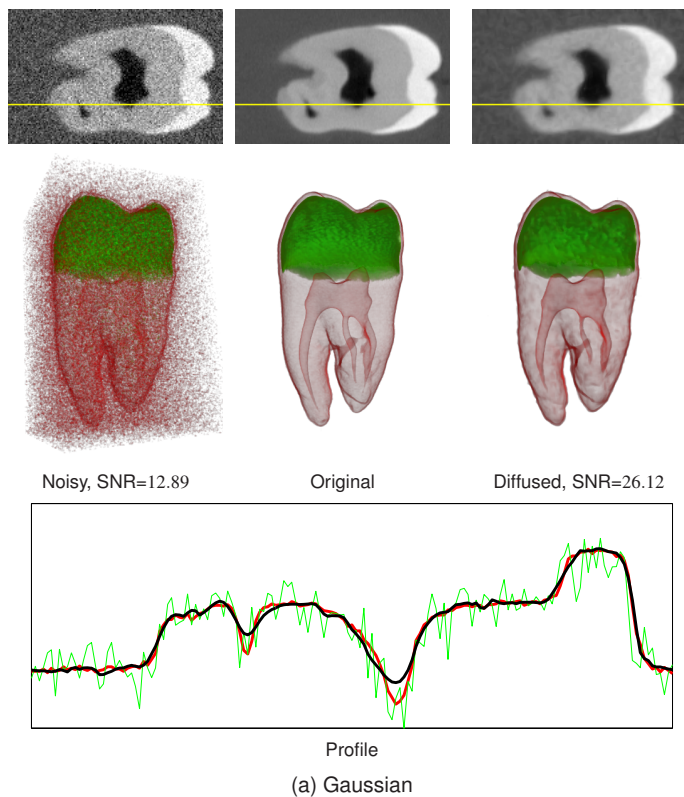 Noisy, SNR=12.89
Original
Diffused, SNR=26.12
Profile
(a) Gaussian